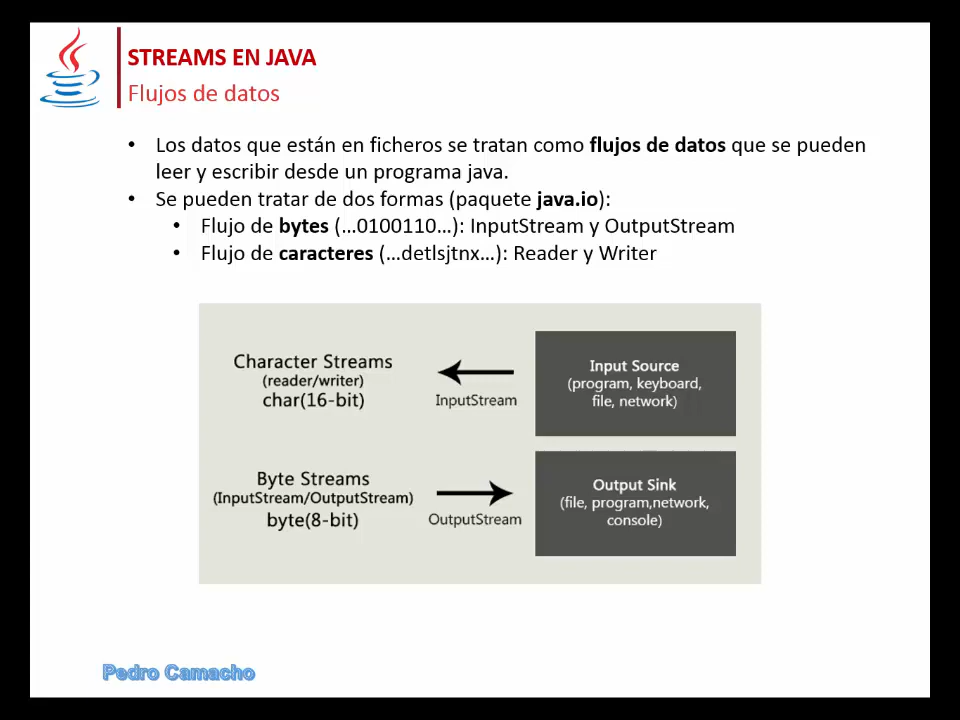 STREAMS EN JAVA
Flujos de datos
• Los datos que están en ficheros se tratan como flujos de datos que se pueden
leer y escribir desde un programa java.
• Se pueden tratar de dos formas (paquete java.io):
• Flujo de bytes (…0100110…): InputStream y OutputStream
• Flujo de caracteres (…detlsjtnx…): Reader y Writer
Character Streams
(reader/writer)
char(16-bit)
InputStream
Input Source
(program, keyboard,
file, network)
Byte Streams
(InputStream/OutputStream)
byte(8-bit)
OutputStream
Output Sink
(file, program,network,
console)
Pedro Camacho